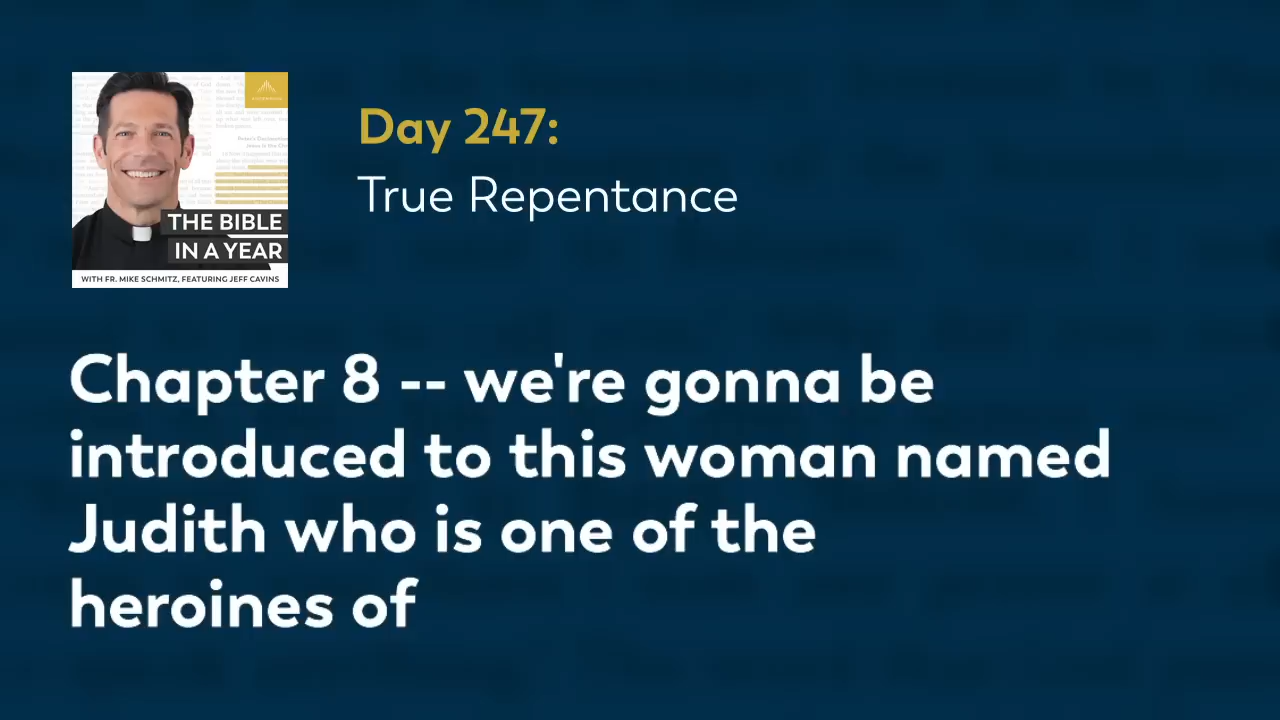 THE BIBLE
IN A YEAR
WITH FR. MIKE SCHMITZ, FEATURING JEFF CAVINS
Day 247:
True Repentance
Chapter 8 -- we're gonna be
introduced to this woman named
Judith who is one of the
heroines of